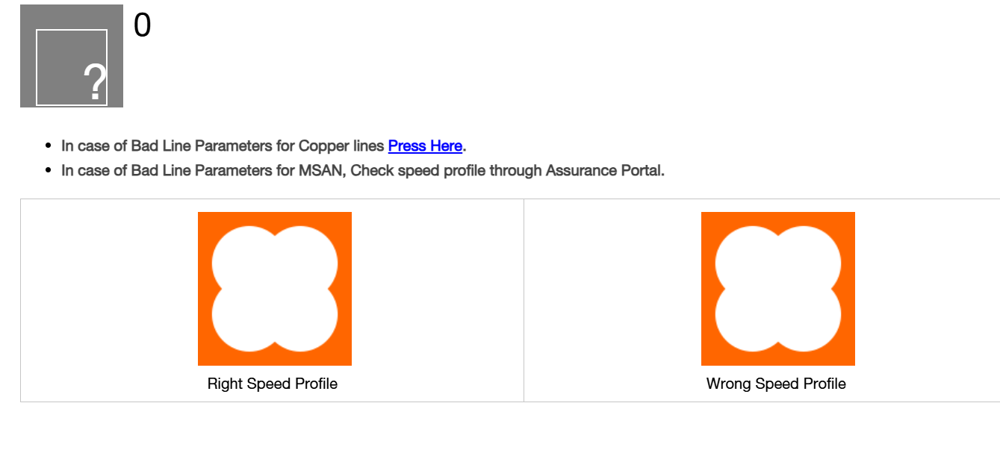 0
?
In case of Bad Line Parameters for Copper lines Press Here.
In case of Bad Line Parameters for MSAN, Check speed profile through Assurance Portal.
Right Speed Profile
Wrong Speed Profile